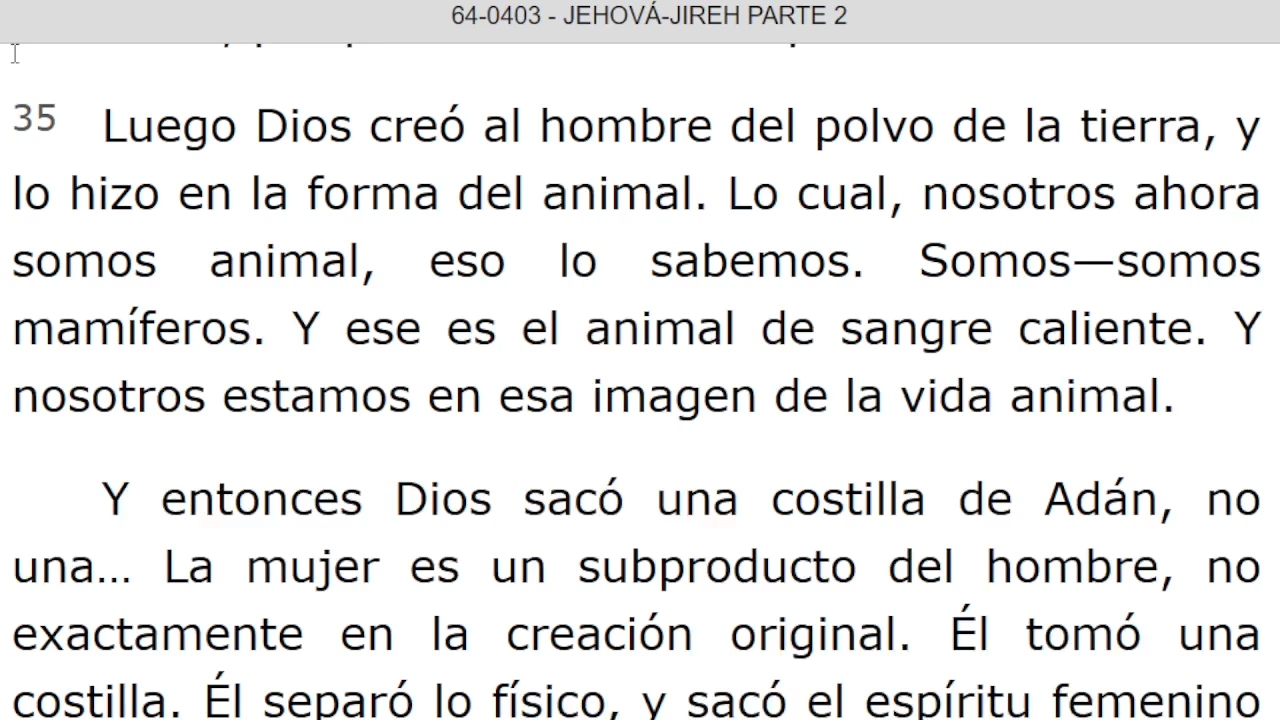 64-0403 - JEHOVÁ-JIREH PARTE 2
35 Luego Dios creó al hombre del polvo de la tierra, y
lo hizo en la forma del animal. Lo cual, nosotros ahora
somos animal, eso lo sabemos. Somos—somos
mamíferos. Y ese es el animal de sangre caliente. Y
nosotros estamos en esa imagen de la vida animal.
Y entonces Dios sacó una costilla de Adán, no
una... La mujer es un subproducto del hombre, no
exactamente en la creación original. Él tomó una
costilla. Él separó lo físico, y sacó el espíritu femenino